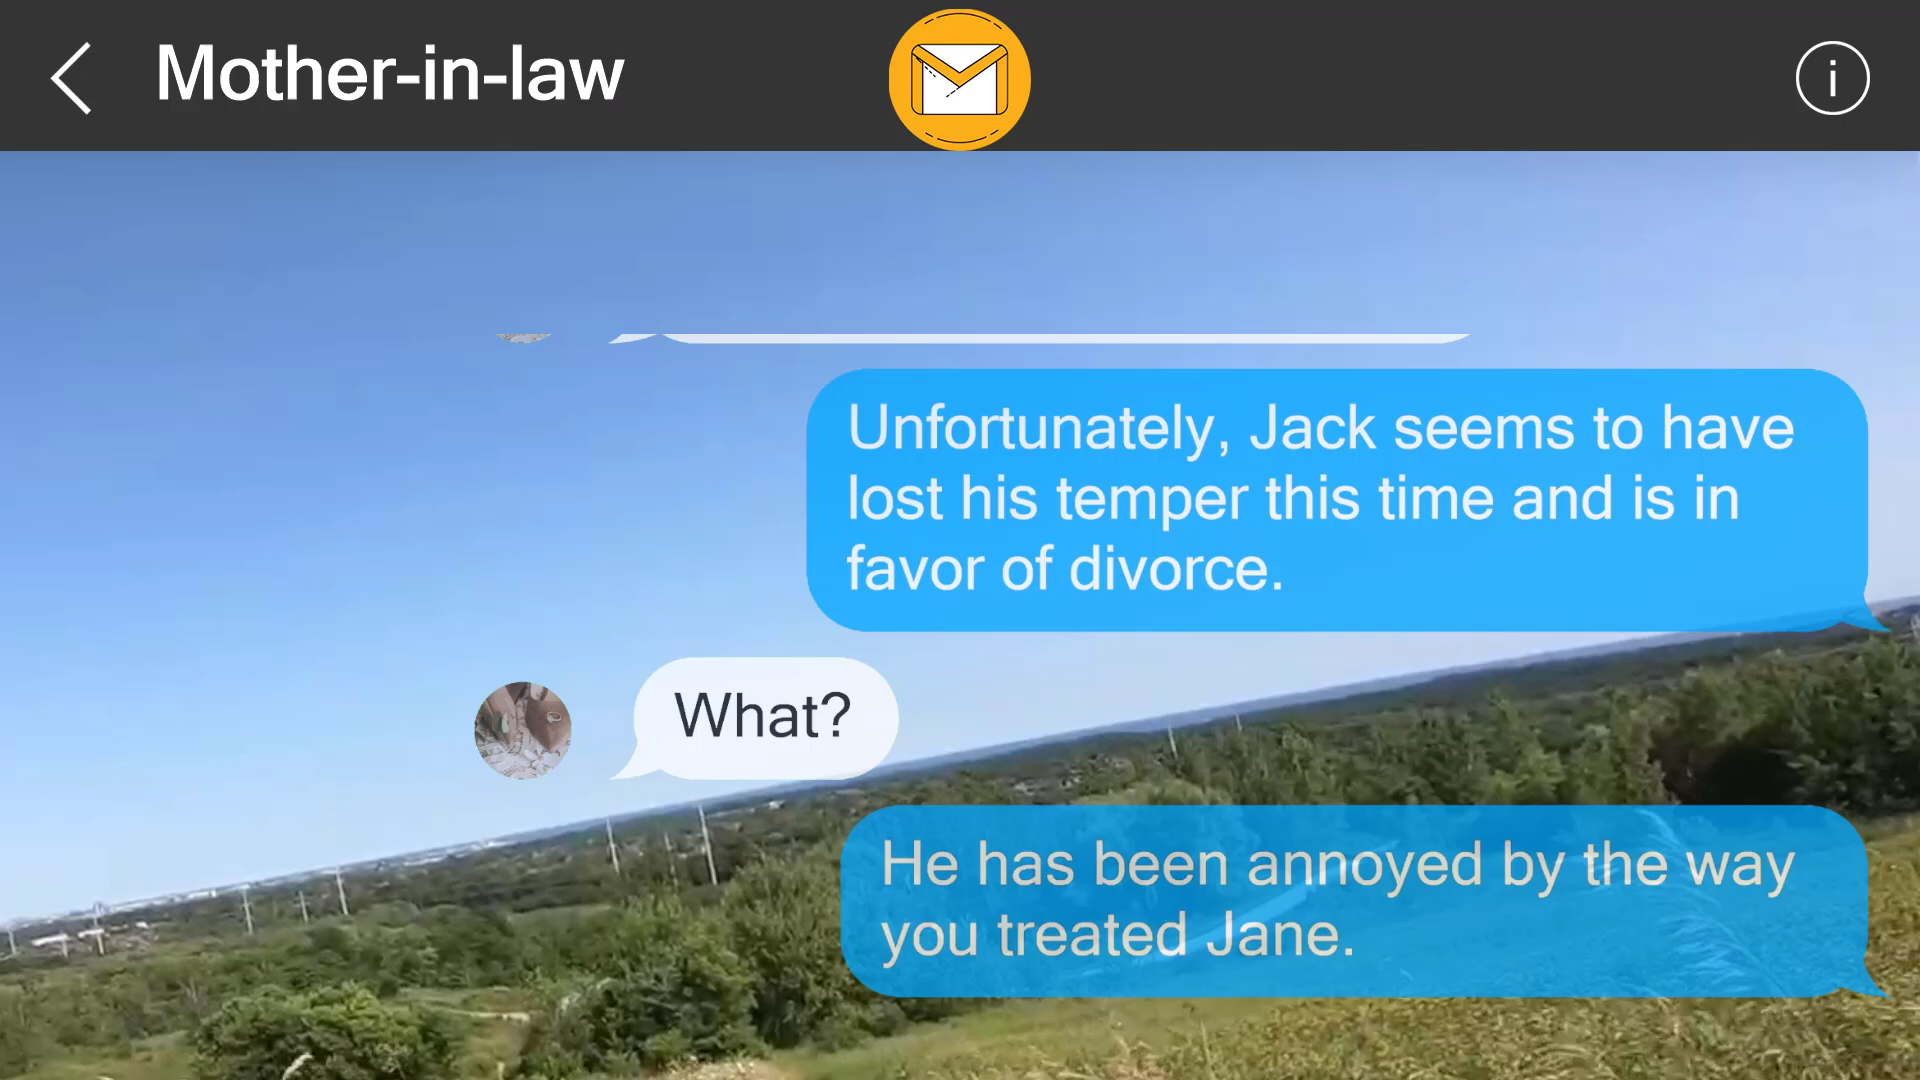 Mother-in-law
i
Unfortunately, Jack seems to have
lost his temper this time and is in
favor of divorce.
What?
He has been annoyed by the way
you treated Jane.